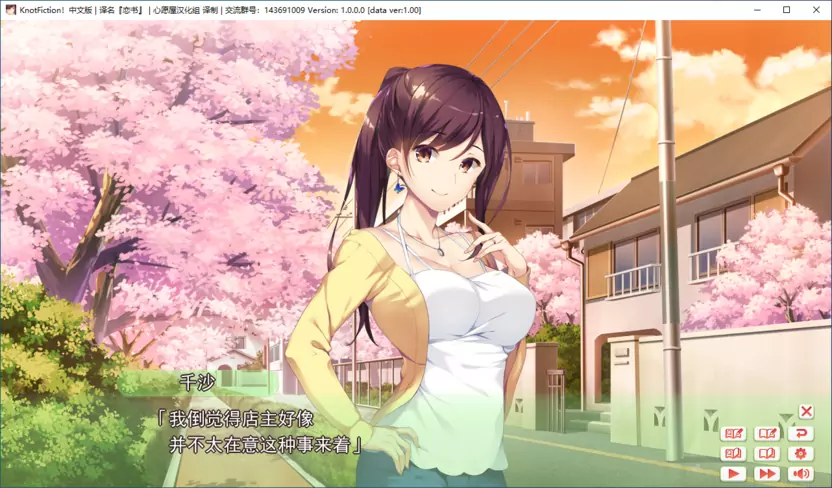 KnotFiction! 中文版 | 译名『恋书』 | 心愿屋汉化组 译制 | 交流群号：143691009 Version: 1.0.0.0 [data ver:1.00]
千沙
「我倒觉得店主好像
并不太在意这种事来着」